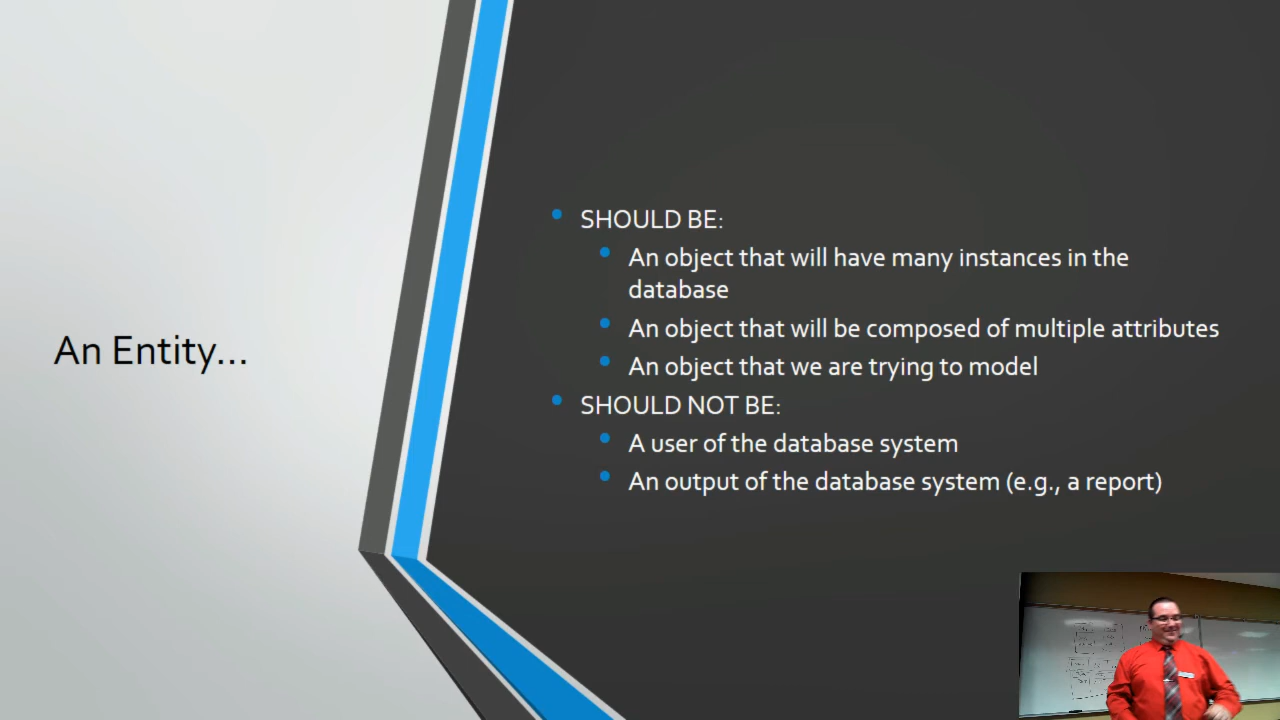 An Entity...
SHOULD BE:
An object that will have many instances in the
database
An object that will be composed of multiple attributes
An object that we are trying to model
SHOULD NOT BE:
A user of the database system
An output of the database system (e.g., a report)